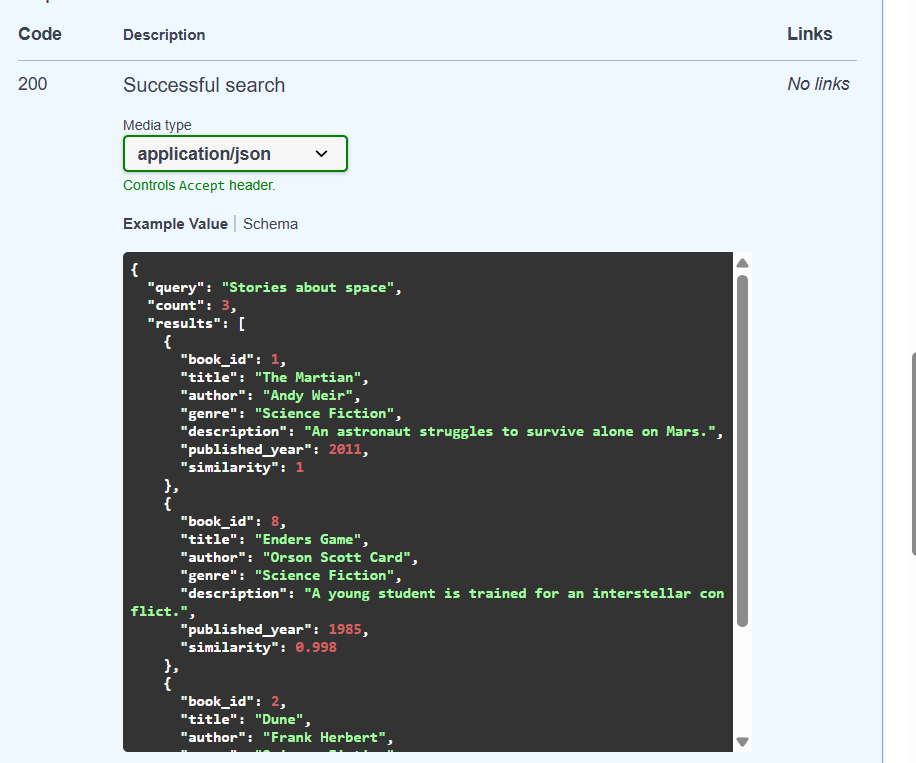 Code Description Links
200 Successful search No links
Media type
application/json
Controls Accept header.
Example Value Schema
{
  "query": "Stories about space",
  "count": 3,
  "results": [
    {
      "book_id": 1,
      "title": "The Martian",
      "author": "Andy Weir",
      "genre": "Science Fiction",
      "description": "An astronaut struggles to survive alone on Mars.",
      "published_year": 2011,
      "similarity": 1
    },
    {
      "book_id": 8,
      "title": "Enders Game",
      "author": "Orson Scott Card",
      "genre": "Science Fiction",
      "description": "A young student is trained for an interstellar con
flict.",
      "published_year": 1985,
      "similarity": 0.998
    },
    {
      "book_id": 2,
      "title": "Dune",
      "author": "Frank Herbert",